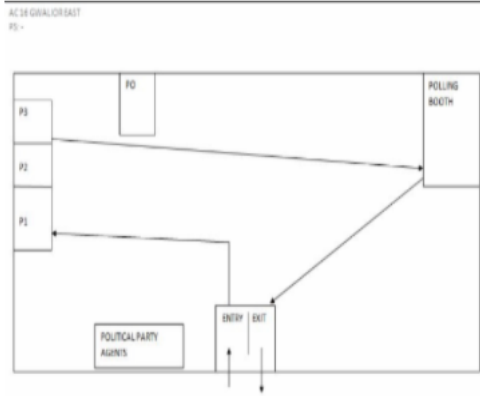 AC 16 GWALIOR EAST
PS -
PO
POLLING
BOOTH
P3
P2
P1
ENTRY EXIT
POLITICAL PARTY
AGENTS